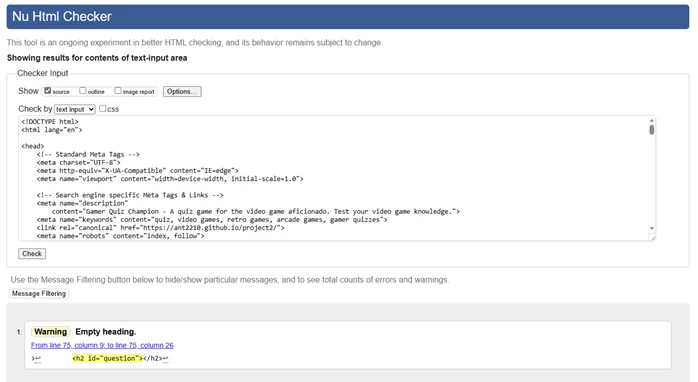 Nu Html Checker
This tool is an ongoing experiment in better HTML checking, and its behavior remains subject to change
Showing results for contents of text-input area
Checker Input
Show source outline image report Options...
Check by text input css
<!DOCTYPE html>
<html lang="en">
<head>
<!-- Standard Meta Tags -->
<meta charset="UTF-8">
<meta http-equiv="X-UA-Compatible" content="IE=edge">
<meta name="viewport" content="width=device-width, initial-scale=1.0">
<!-- Search engine specific Meta Tags & Links -->
<meta name="description"
content="Gamer Quiz Champion - A quiz game for the video game aficionado. Test your video game knowledge.">
<meta name="keywords" content="quiz, video games, retro games, arcade games, gamer quizzes">
<link rel="canonical" href="https://ant2210.github.io/project2/">
<meta name="robots" content="index, follow">
Check
Use the Message Filtering button below to hide/show particular messages, and to see total counts of errors and warnings.
Message Filtering
1. Warning Empty heading.
From line 75, column 9; to line 75, column 26
>↩ <h2 id="question"></h2>↩